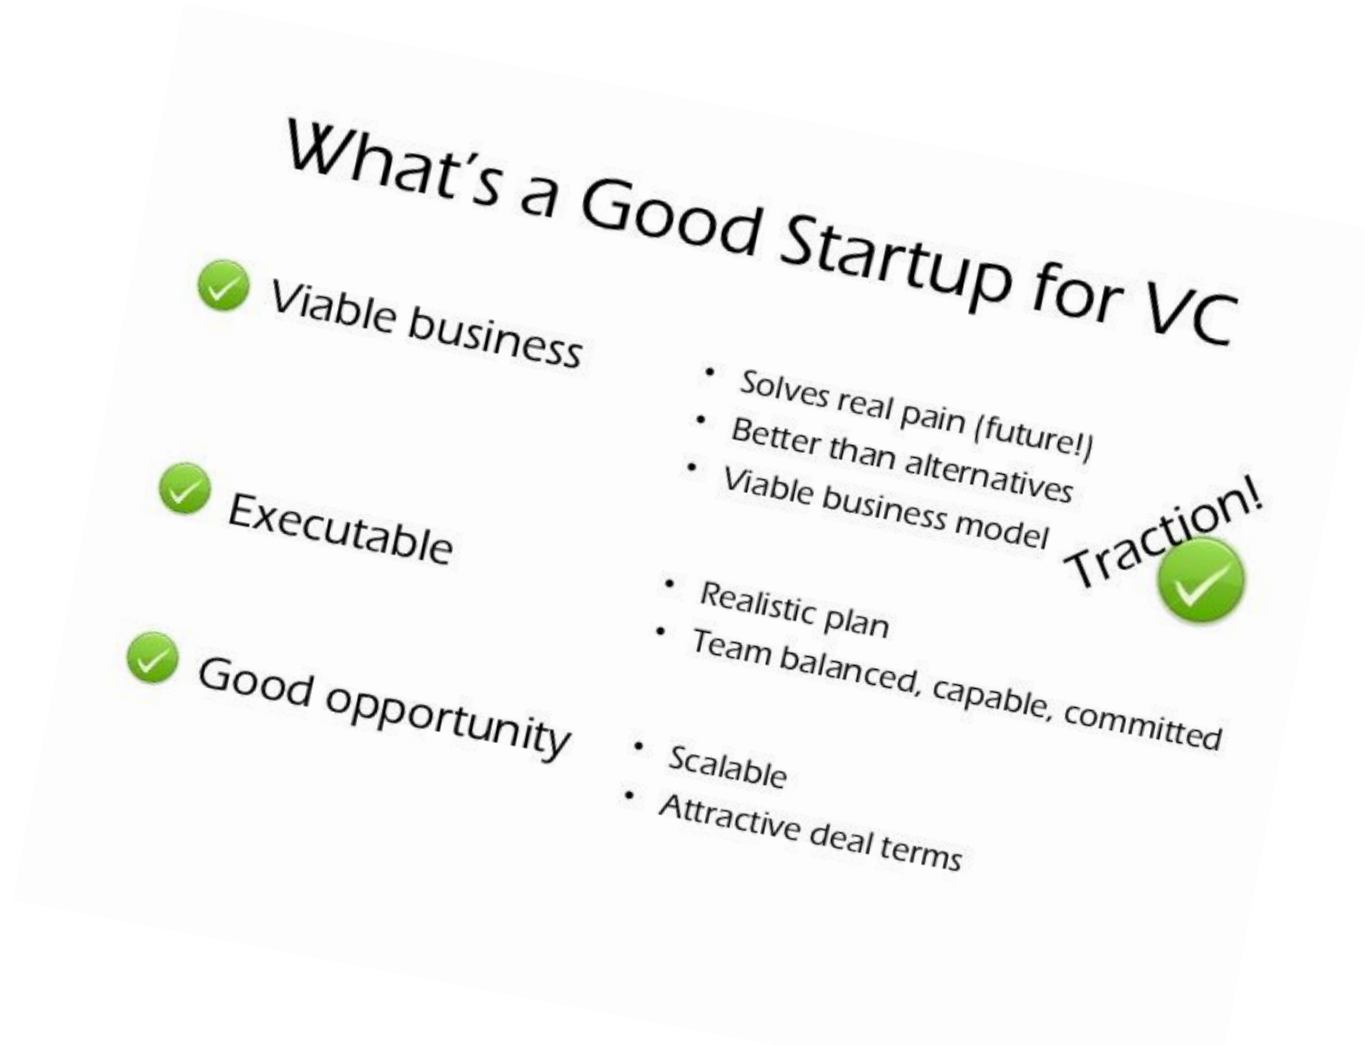 What's a Good Startup for VC
Viable business
• Solves real pain (future!)
• Better than alternatives
• Viable business model
Traction!
Executable
• Realistic plan
• Team balanced, capable, committed
Good opportunity
• Scalable
• Attractive deal terms